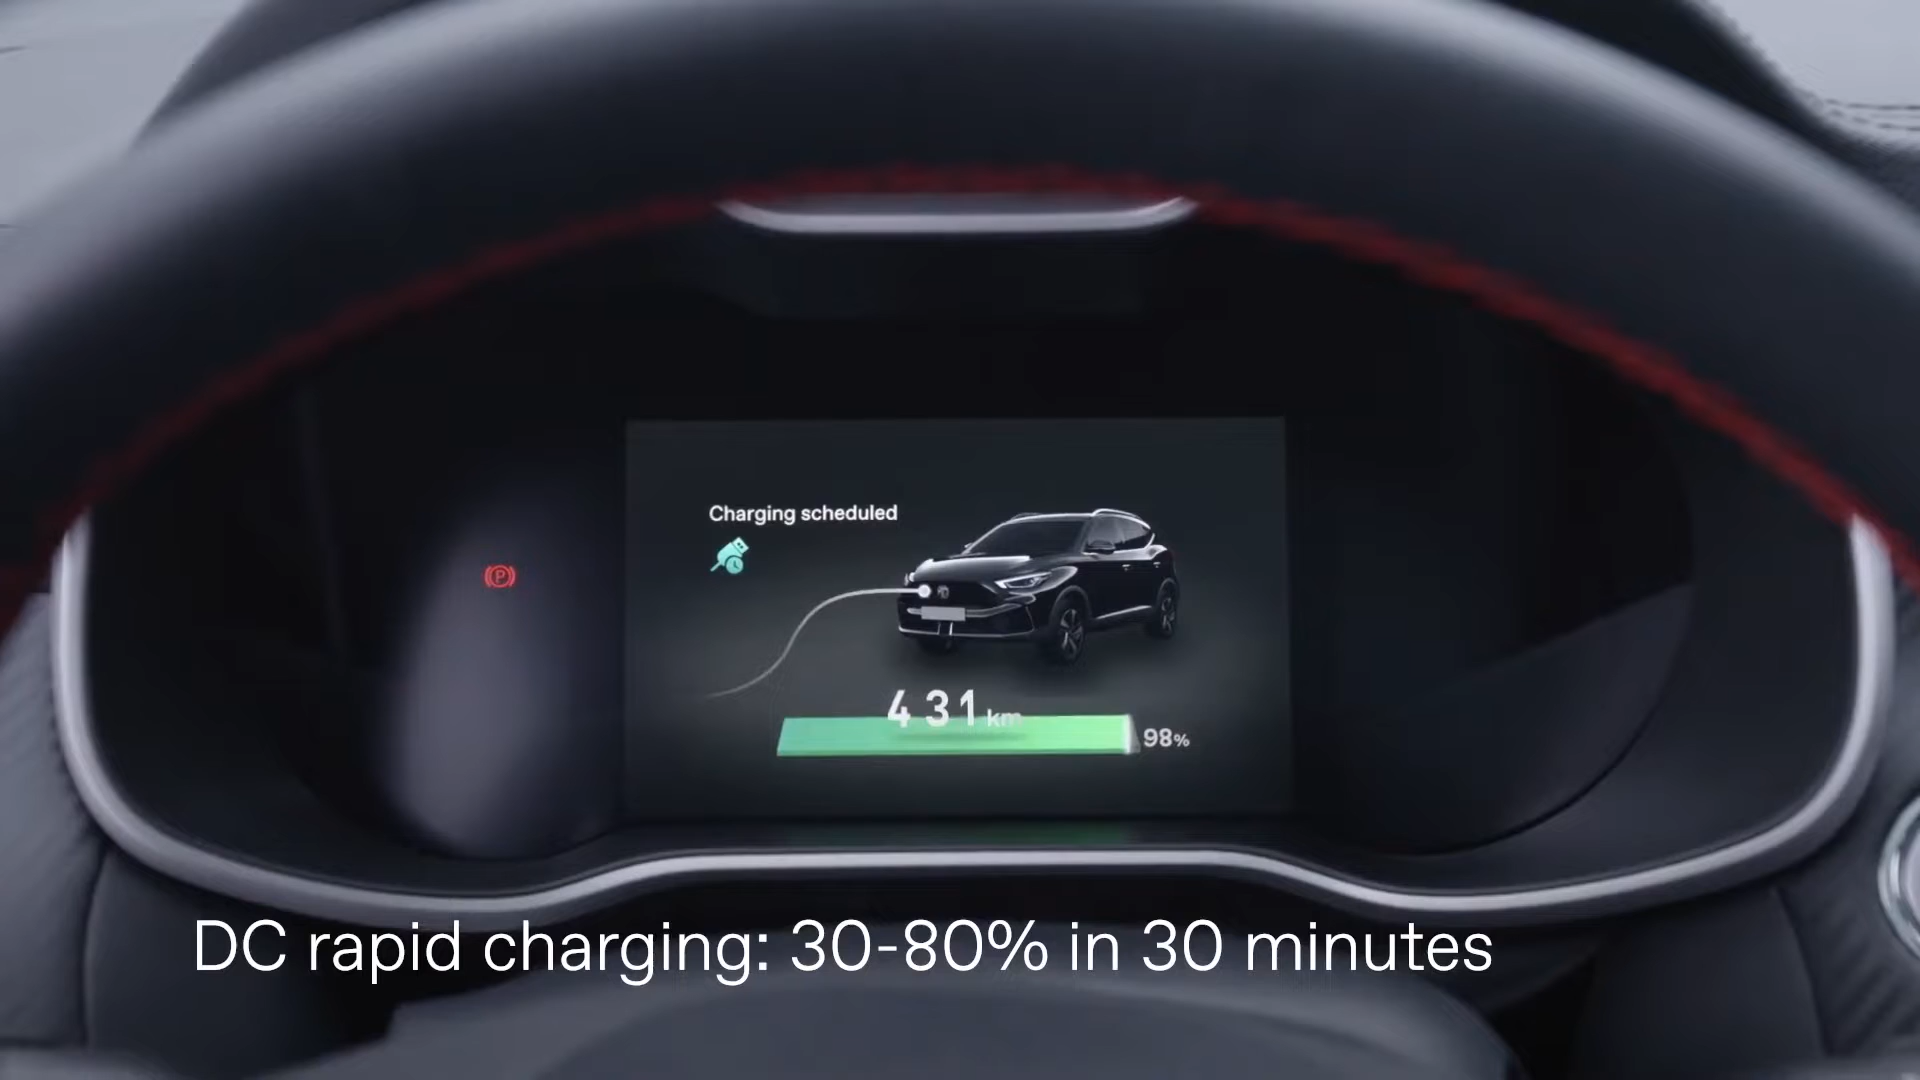 Charging scheduled
P
431 km
98%
DC rapid charging: 30-80% in 30 minutes